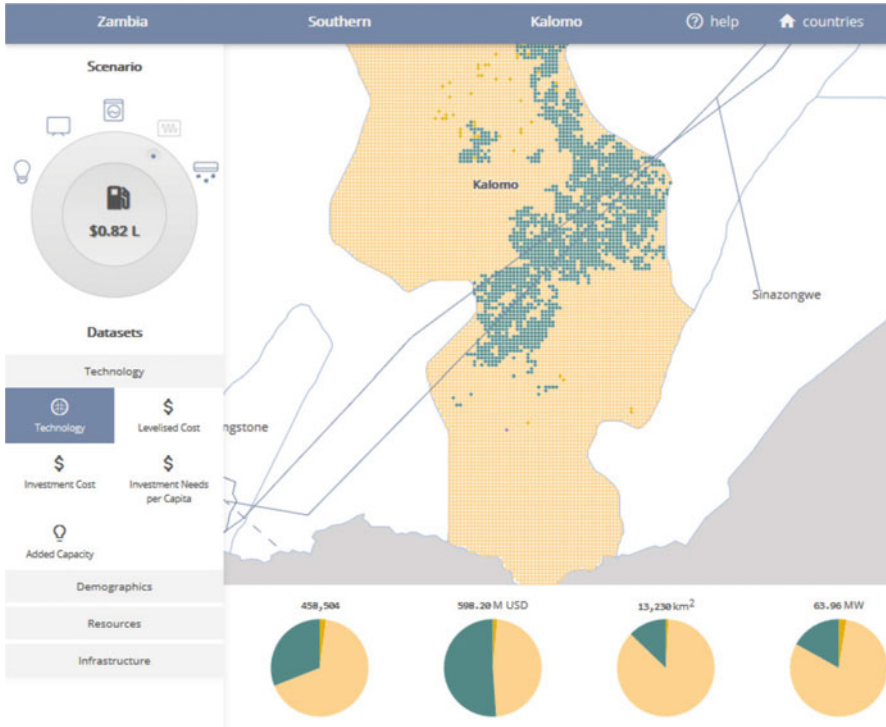 Zambia
Southern
Kalomo
help
countries
Scenario
$0.82 L
Datasets
Technology
Technology
Levelised Cost
Investment Cost
Investment Needs
per Capita
Added Capacity
Demographics
Resources
Infrastructure
Kalomo
Sinazongwe
ngstone
458,504
598.20 M USD
13,230 km²
63.96 MW